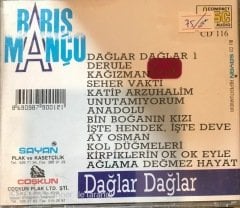 BARIŞ
MANÇO
COMPACT
CD 116
DAĞLAR DAĞLAR 1
DERULE
KAĞIZMAN
SEHER VAKTİ
KATİP ARZUHALİM
UNUTAMIYORUM
ANADOLU
BİN BOĞANIN KIZI
İŞTE HENDEK, İŞTE DEVE
AY OSMAN
KOL DÜĞMELERİ
KİRPİKLERİN OK OK EYLE
AĞLAMA DEĞMEZ HAYAT
SAYAN
PLAK ve KASETÇİLİK
COŞKUN
COŞKUN PLAK LTD. ŞTİ.
Dağlar Dağlar